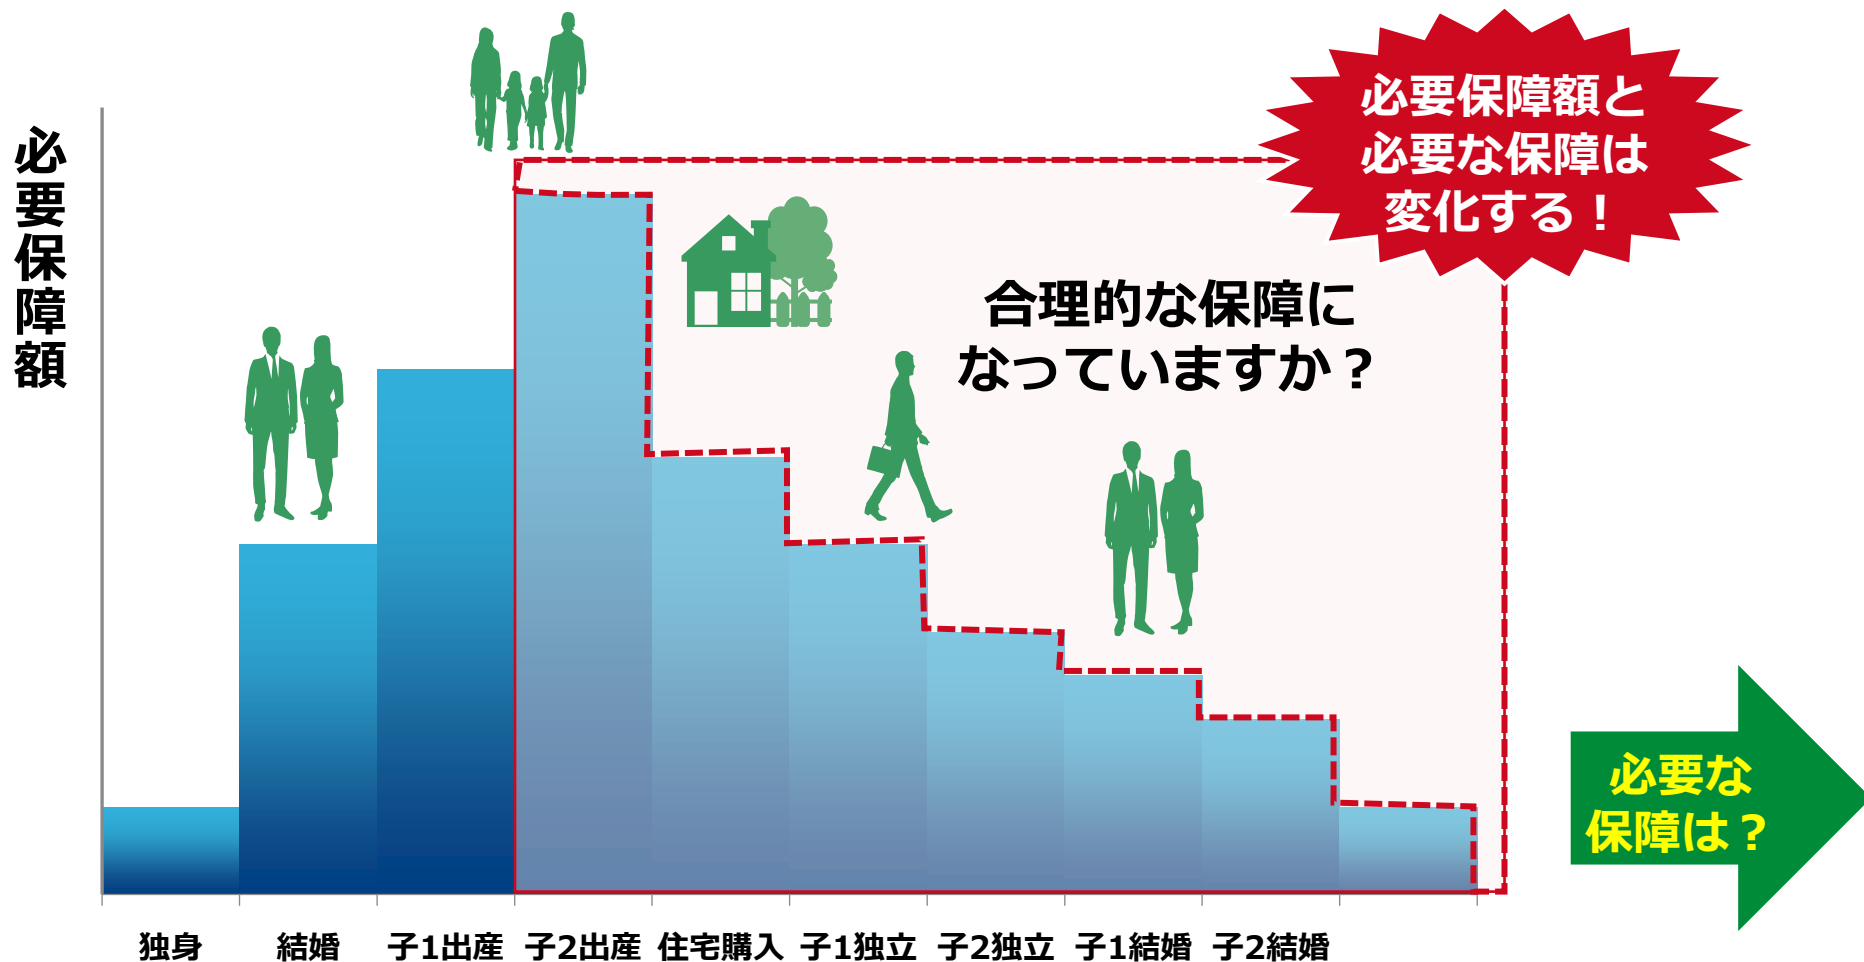 必要保障額
必要保障額と
必要な保障は
変化する！
合理的な保障に
なっていますか？
必要な
保障は？
独身
結婚
子1出産
子2出産
住宅購入
子1独立
子2独立
子1結婚
子2結婚